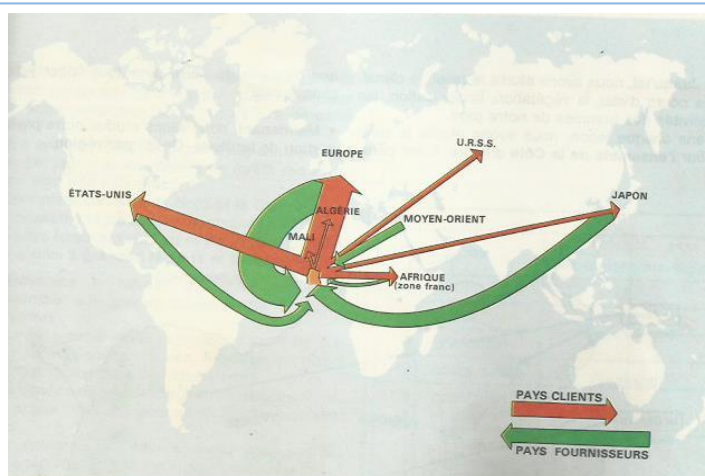 U.R.S.S.
EUROPE
ÉTATS-UNIS
JAPON
ALGÉRIE
MOYEN-ORIENT
MALI
AFRIQUE
(zone franc)
PAYS CLIENTS
PAYS FOURNISSEURS